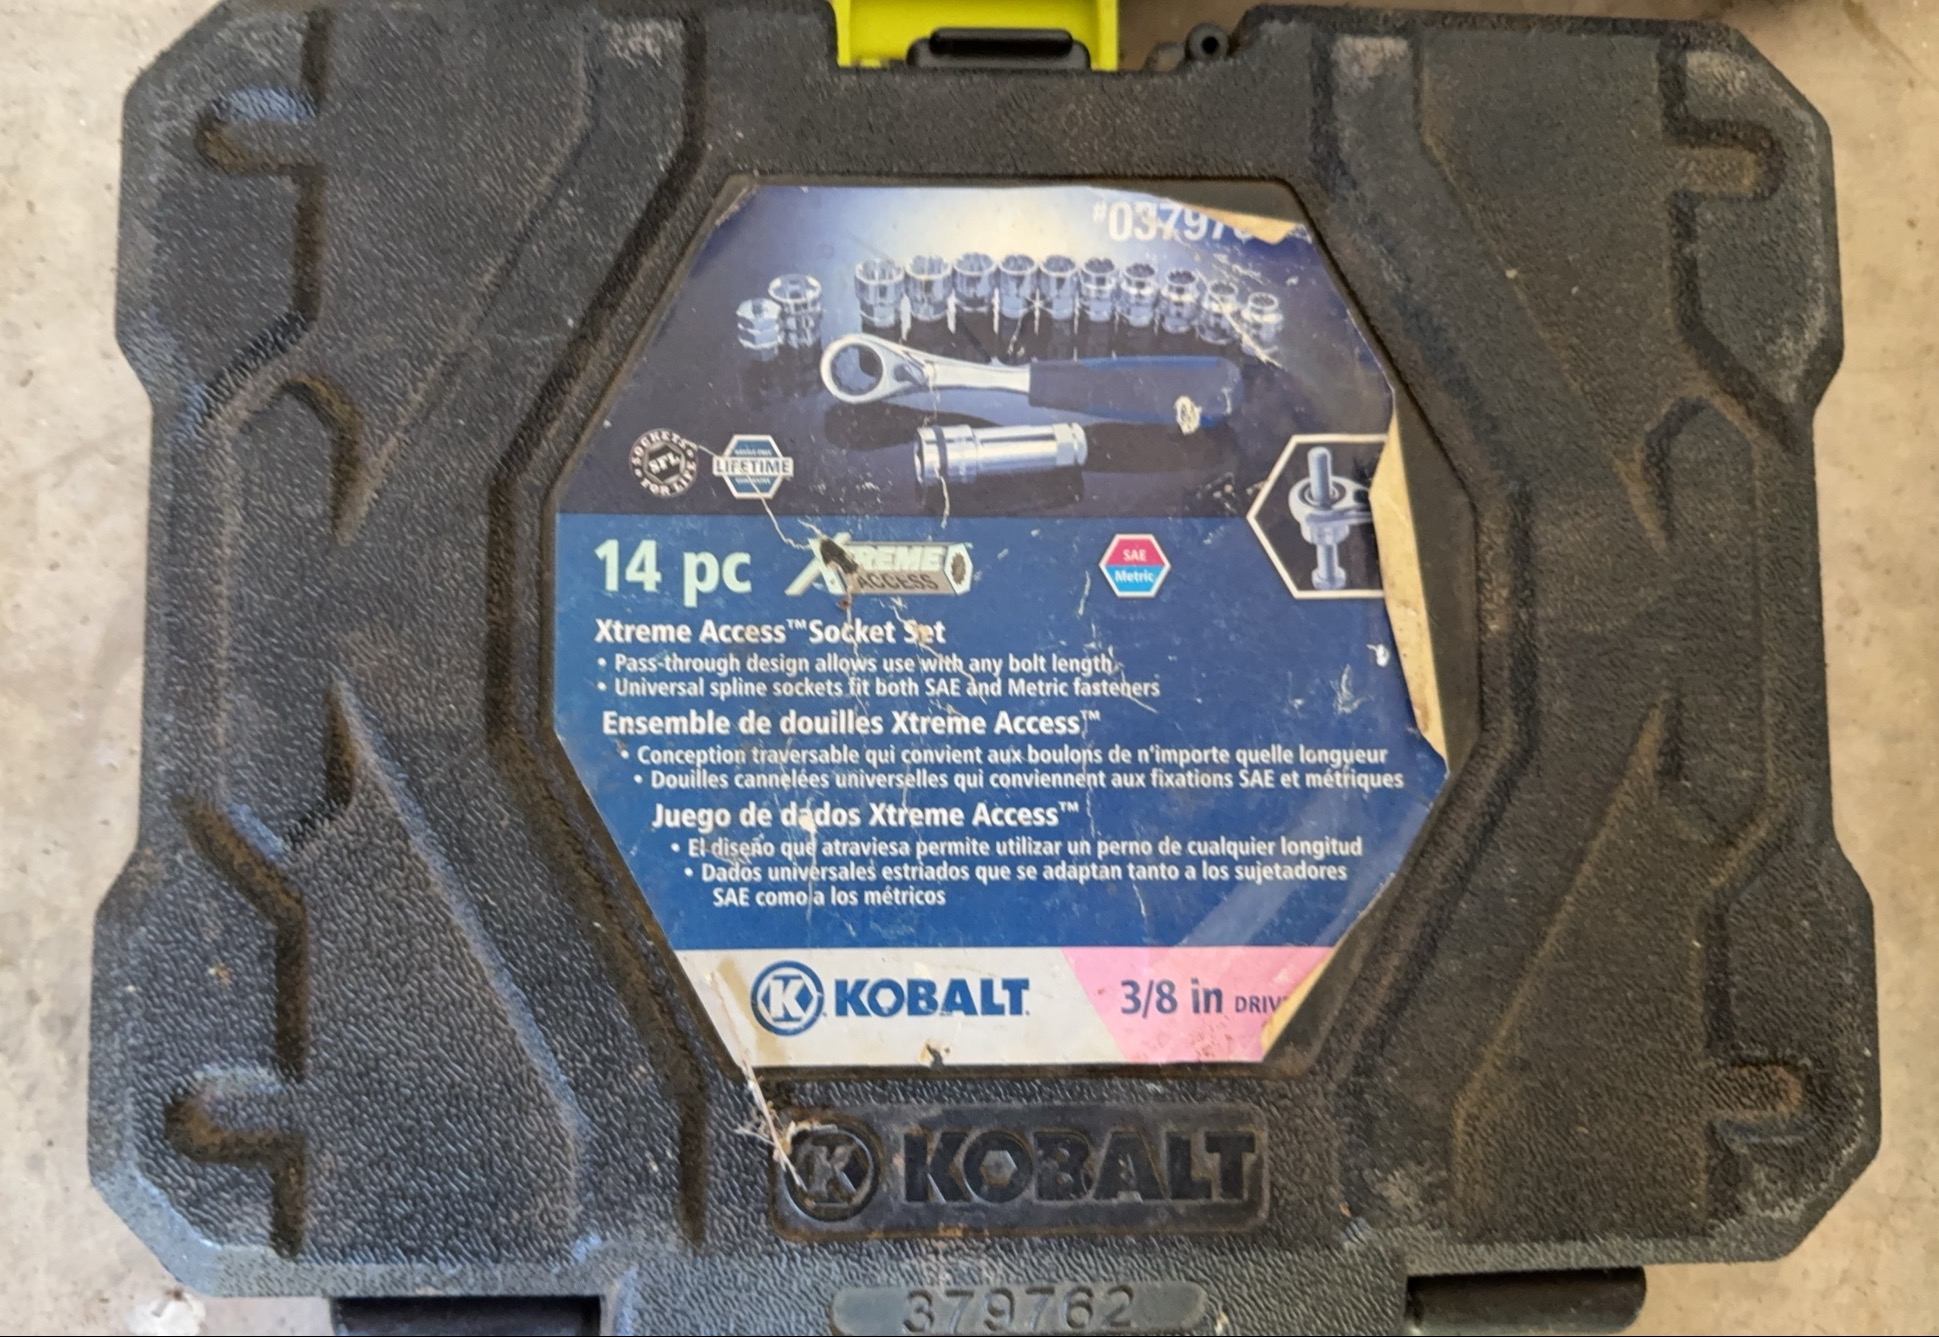 SOCKETS
SFL
FOR LIFE
LIFETIME
14 pc XTREME
ACCESS
SAE
Metric
Xtreme Access™ Socket Set
• Pass-through design allows use with any bolt length
• Universal spline sockets fit both SAE and Metric fasteners
Ensemble de douilles Xtreme Access™
• Conception traversable qui convient aux boulons de n'importe quelle longueur
• Douilles cannelées universelles qui conviennent aux fixations SAE et métriques
Juego de dados Xtreme Access™
• El diseño que atraviesa permite utilizar un perno de cualquier longitud
• Dados universales estriados que se adaptan tanto a los sujetadores
SAE como a los métricos
K KOBALT 3/8 in
K KOBALT
379762